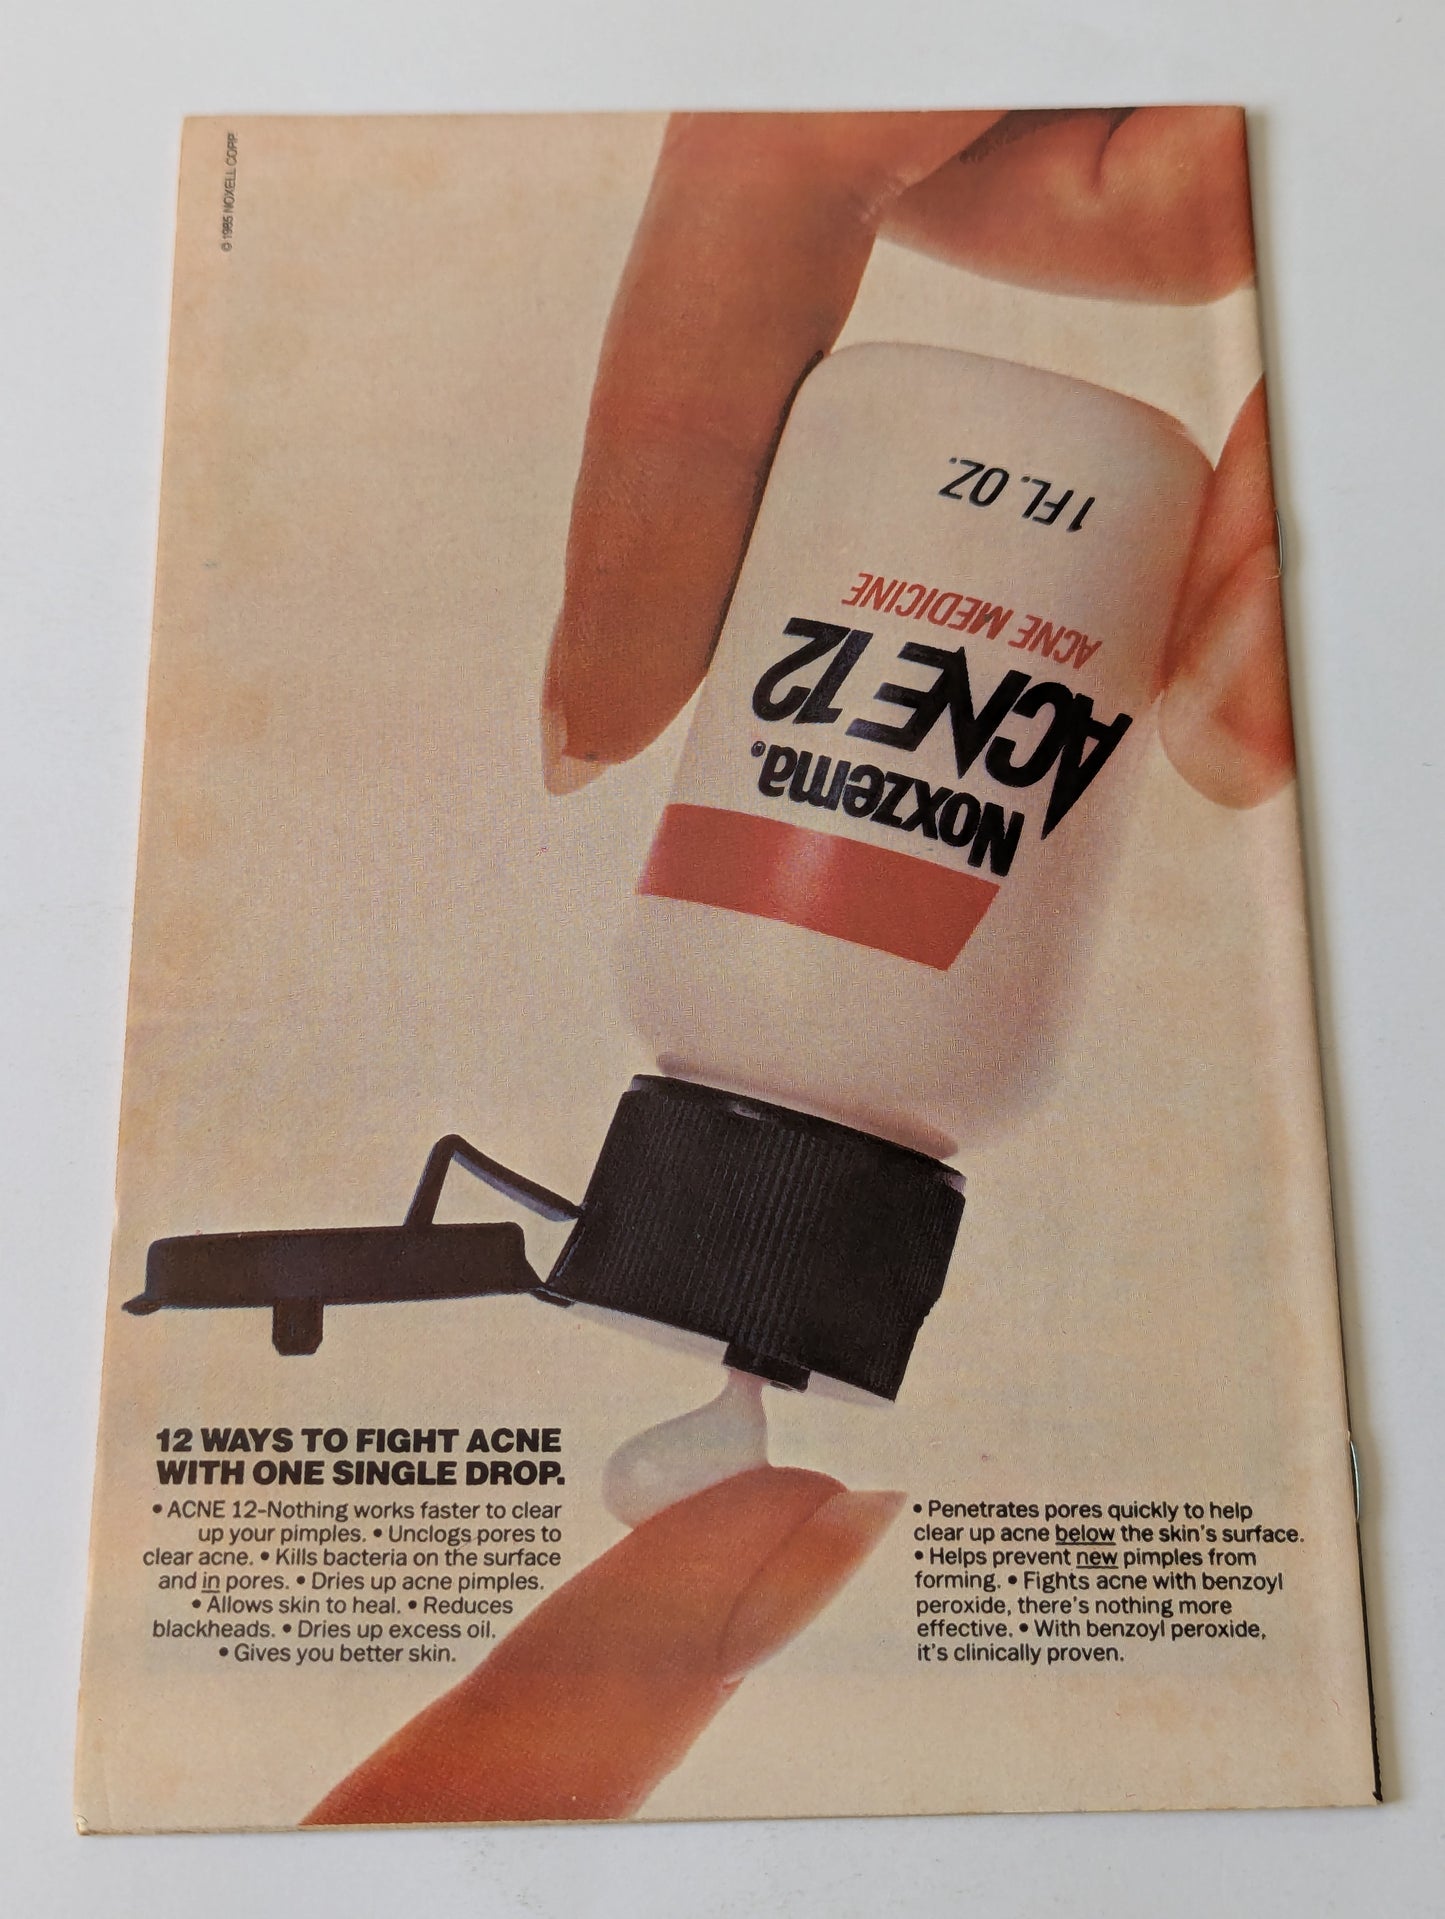 © 1985 NOXELL CORP.
1 FL. OZ.
ACNE MEDICINE
ACNE 12
Noxzema®
12 WAYS TO FIGHT ACNE
WITH ONE SINGLE DROP.
• ACNE 12–Nothing works faster to clear
up your pimples. • Unclogs pores to
clear acne. • Kills bacteria on the surface
and in pores. • Dries up acne pimples.
• Allows skin to heal. • Reduces
blackheads. • Dries up excess oil.
• Gives you better skin.
• Penetrates pores quickly to help
clear up acne below the skin's surface.
• Helps prevent new pimples from
forming. • Fights acne with benzoyl
peroxide, there's nothing more
effective. • With benzoyl peroxide,
it's clinically proven.